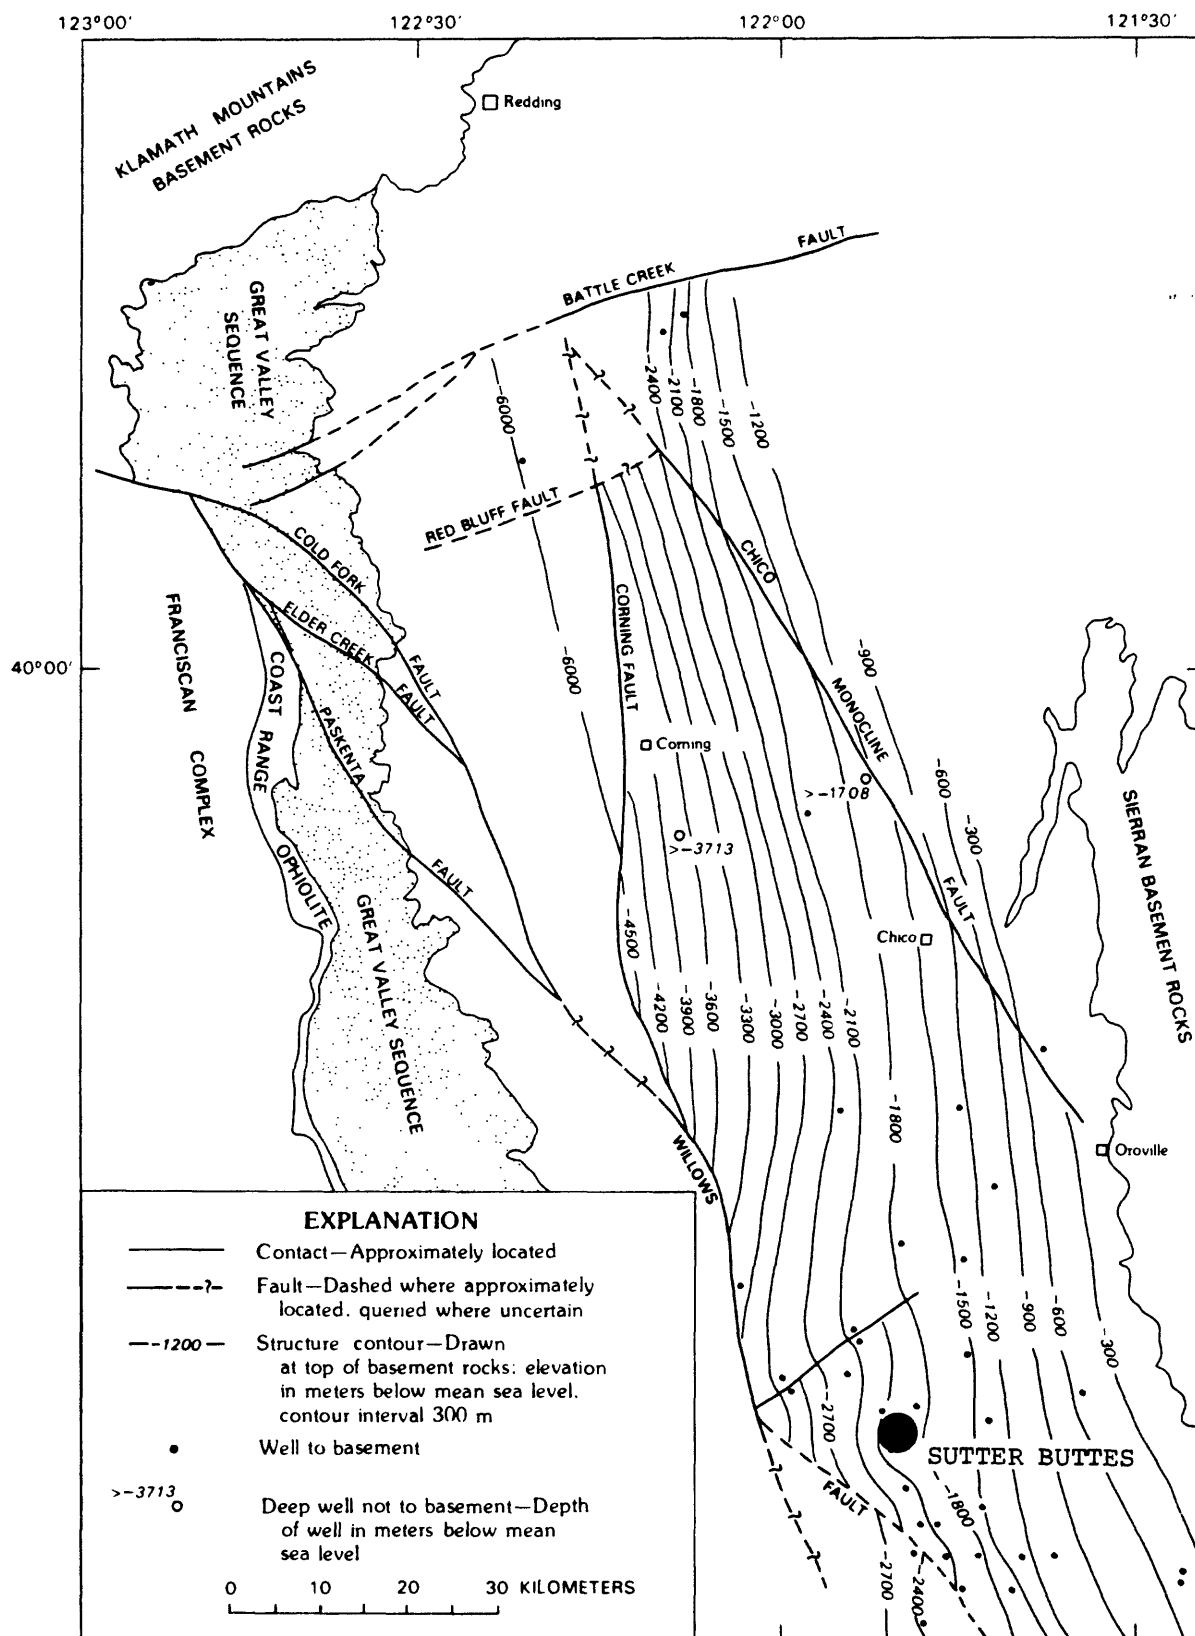 123°00'
122°30'
122°00
121°30'
Redding
KLAMATH MOUNTAINS
BASEMENT ROCKS
GREAT VALLEY
SEQUENCE
BATTLE CREEK FAULT
-6000
-2400
-2100
-1800
-1500
-1200
RED BLUFF FAULT
COLD FORK FAULT
ELDER CREEK FAULT
CORNING FAULT
CHICO MONOCLINE FAULT
FRANCISCAN COMPLEX
40°00'
COAST RANGE OPHIOLITE
PASKENTA FAULT
-6000
-900
Corning
>-1708
>-3713
-600
-300
SIERRAN BASEMENT ROCKS
GREAT VALLEY SEQUENCE
Chico
-4500
-4200
-3900
-3600
-3300
-3000
-2700
-2400
-2100
-1800
Oroville
WILLOWS FAULT
-1500
-1200
-900
-600
-300
-2700
SUTTER BUTTES
-1800
-2700
-2400
EXPLANATION
Contact—Approximately located
-?-
Fault—Dashed where approximately
located. queried where uncertain
-1200
Structure contour—Drawn
at top of basement rocks: elevation
in meters below mean sea level.
contour interval 300 m
Well to basement
>-3713
Deep well not to basement—Depth
of well in meters below mean
sea level
0 10 20 30 KILOMETERS